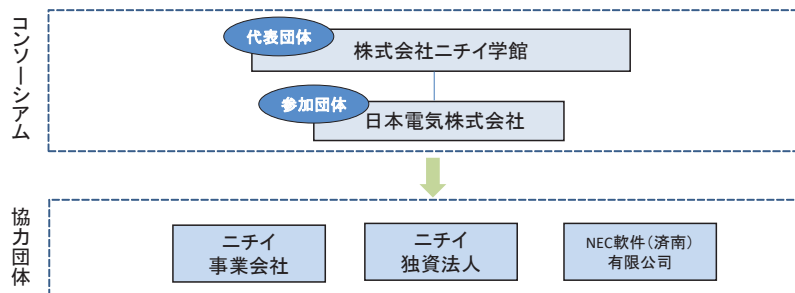 コンソーシアム
代表団体
株式会社ニチイ学館
参加団体
日本電気株式会社
協力団体
ニチイ
事業会社
ニチイ
独資法人
NEC軟件（済南）
有限公司